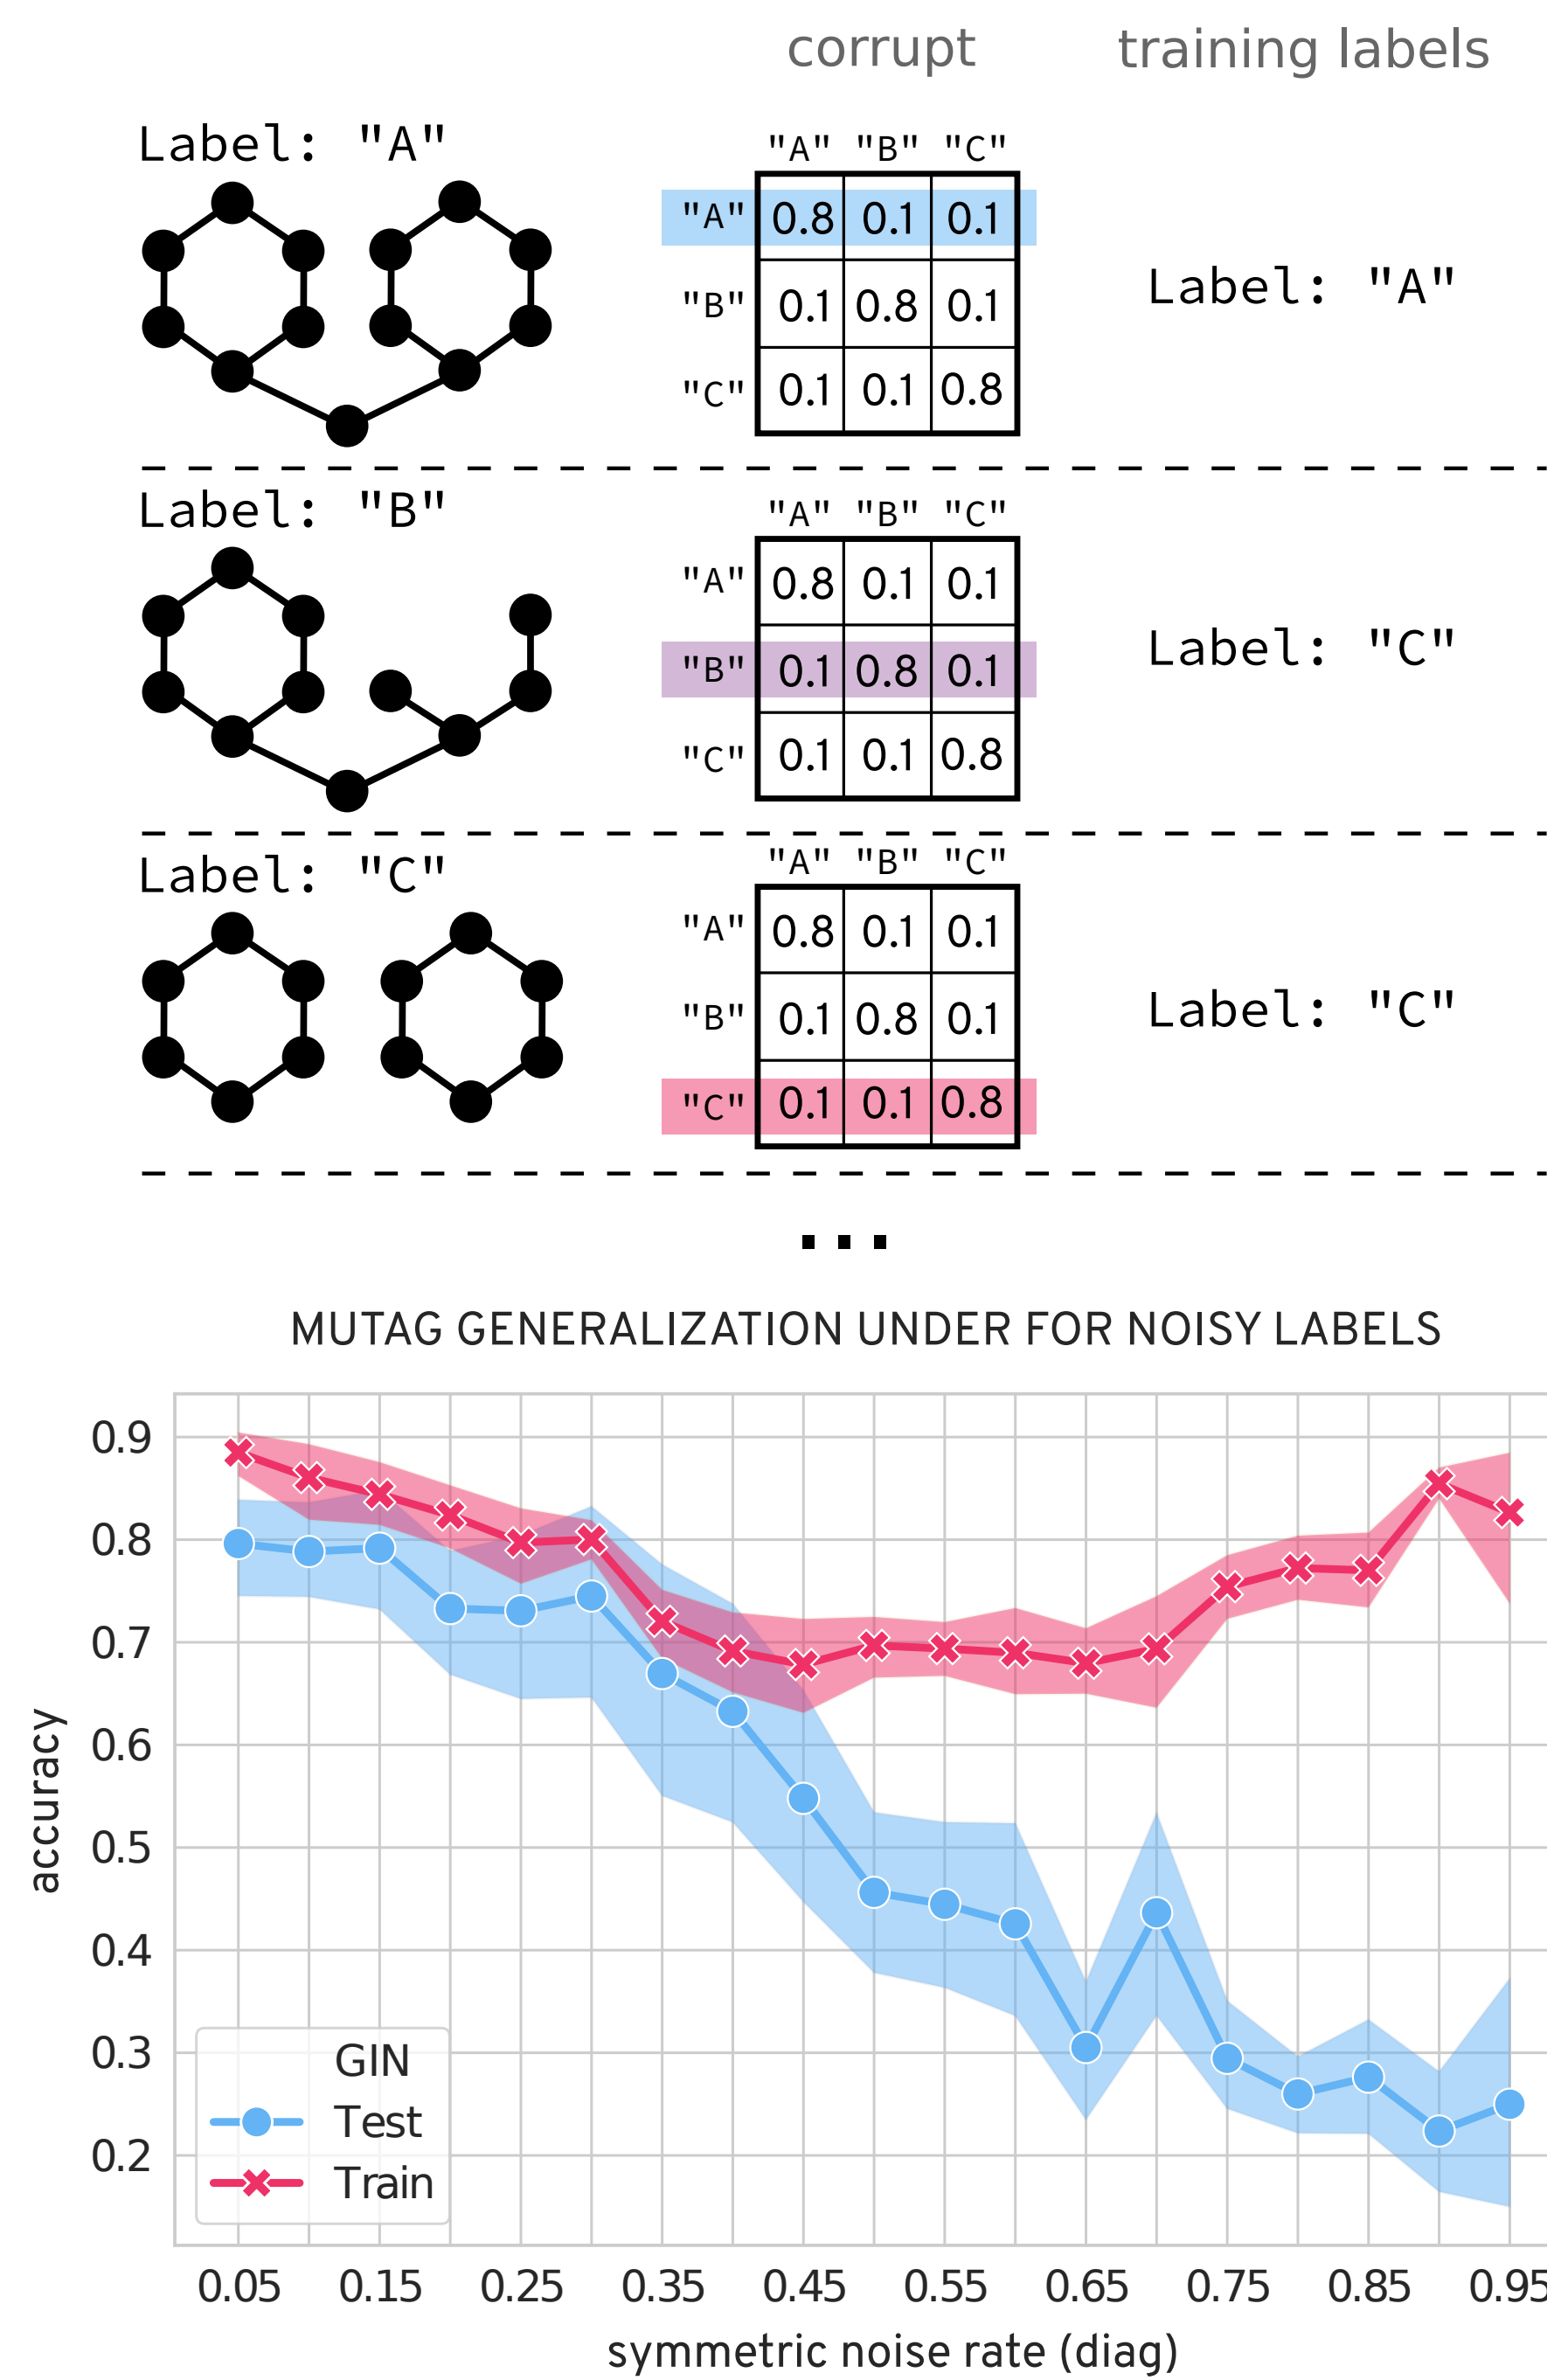 corrupt training labels
Label: "A"
"A" "B" "C"
"A" 0.8 0.1 0.1
"B" 0.1 0.8 0.1
"C" 0.1 0.1 0.8
Label: "A"
Label: "B"
"A" "B" "C"
"A" 0.8 0.1 0.1
"B" 0.1 0.8 0.1
"C" 0.1 0.1 0.8
Label: "C"
Label: "C"
"A" "B" "C"
"A" 0.8 0.1 0.1
"B" 0.1 0.8 0.1
"C" 0.1 0.1 0.8
Label: "C"
...
MUTAG GENERALIZATION UNDER FOR NOISY LABELS
accuracy
0.9
0.8
0.7
0.6
0.5
0.4
0.3
0.2
GIN
Test
Train
0.05 0.15 0.25 0.35 0.45 0.55 0.65 0.75 0.85 0.95
symmetric noise rate (diag)